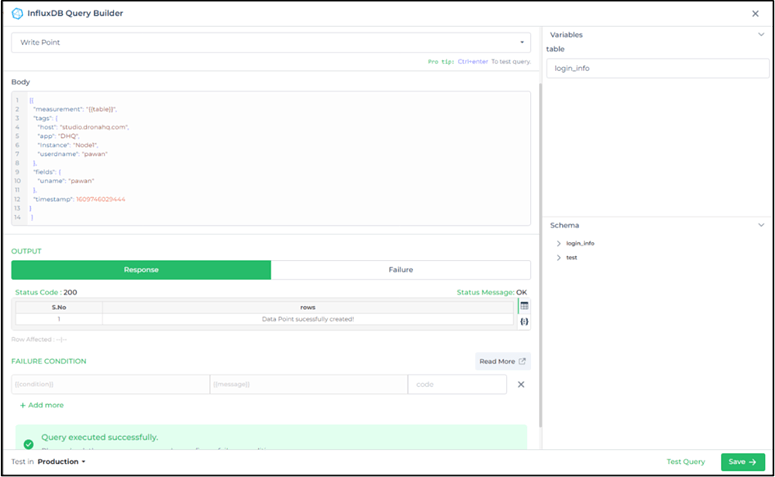 InfluxDB Query Builder
Write Point
Pro tip: Ctrl+enter To test query.
Body
1 [{
2 "measurement": "{{table}}",
3 "tags": {
4 "host": "studio.dronahq.com",
5 "app": "DHQ",
6 "instance": "Node1",
7 "userdname": "pawan"
8 },
9 "fields": {
10 "uname": "pawan"
11 },
12 "timestamp": 1609746029444
13 }
14 ]
OUTPUT
Response Failure
Status Code : 200 Status Message: OK
S.No rows
1 Data Point sucessfully created!
Row Affected : --|--
FAILURE CONDITION Read More
{{condition}} {{message}} code
+ Add more
Query executed successfully.
Test in Production
Variables
table
login_info
Schema
login_info
test
Test Query Save